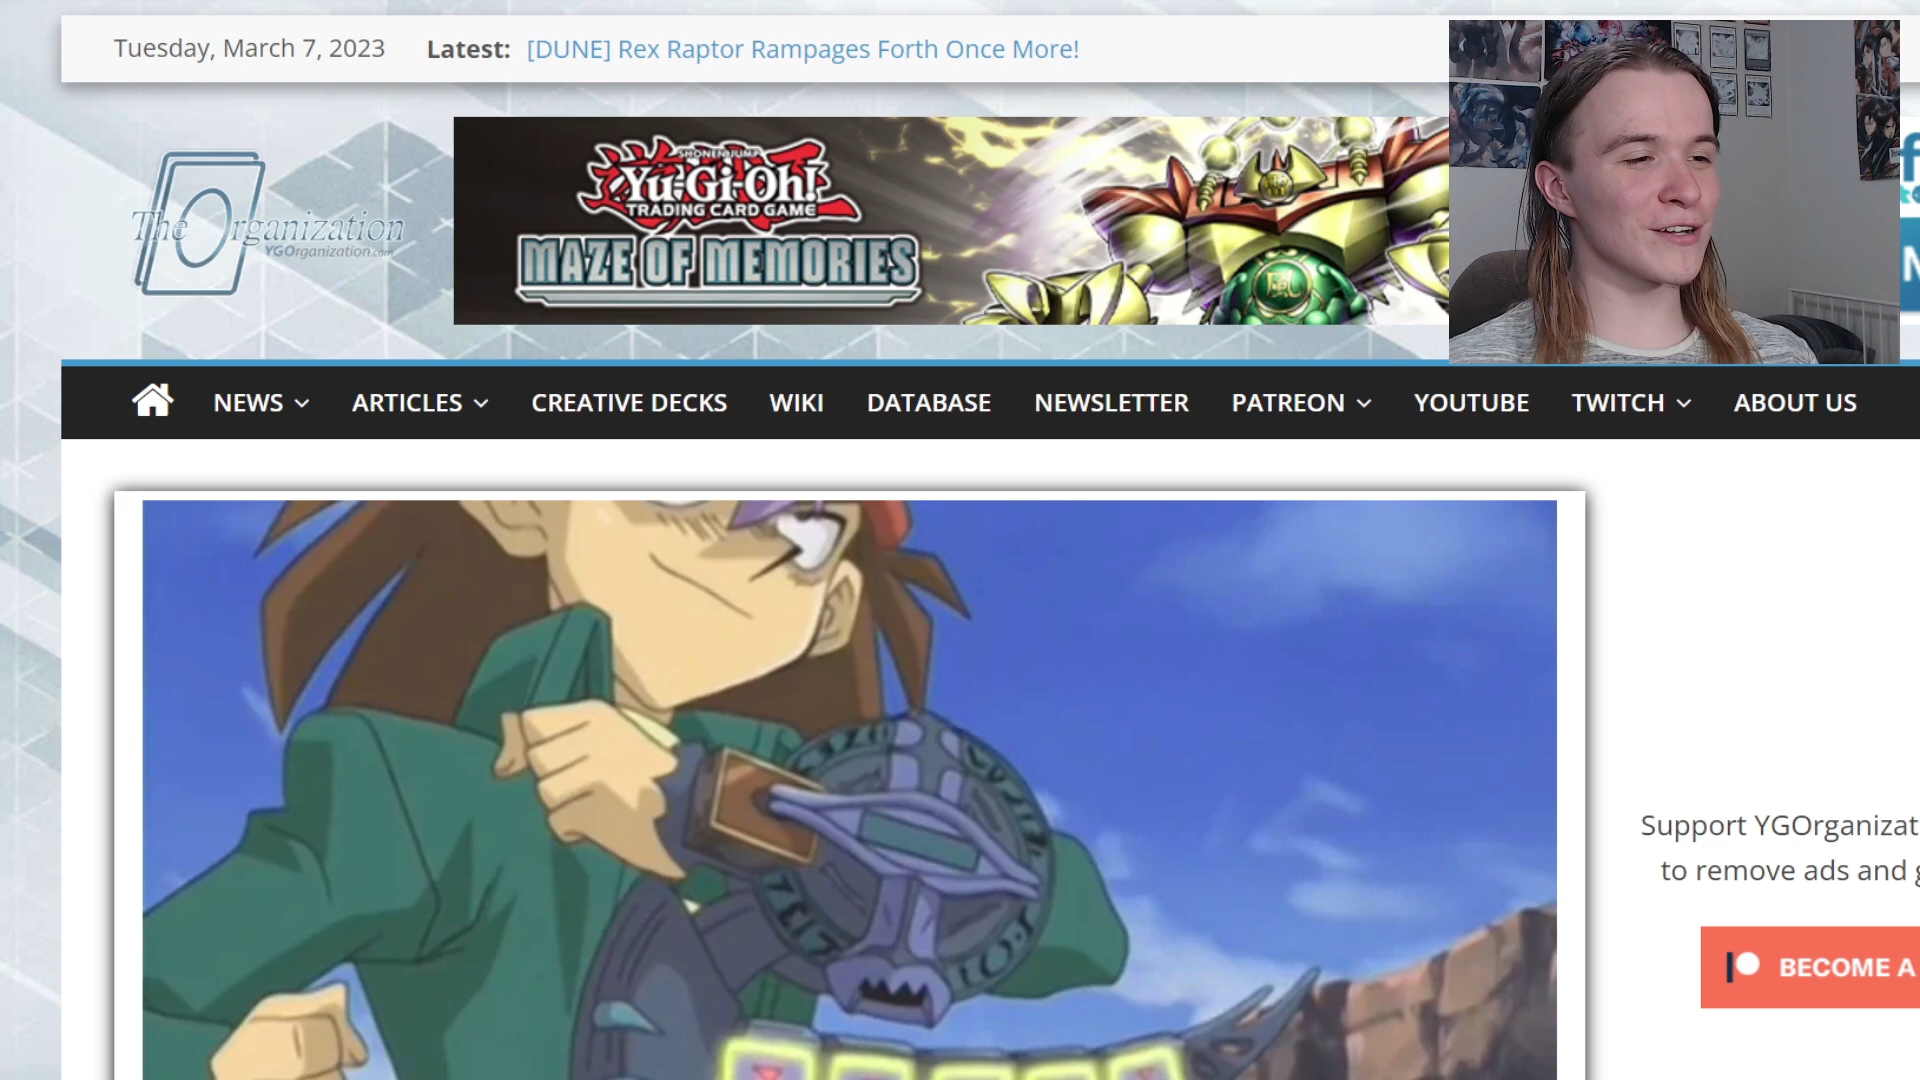 Tuesday, March 7, 2023 Latest: [DUNE] Rex Raptor Rampages Forth Once More!
SHONEN JUMP
Yu-Gi-Oh!
TRADING CARD GAME
MAZE OF MEMORIES
The Organization
YGOrganization.com
NEWS ARTICLES CREATIVE DECKS WIKI DATABASE NEWSLETTER PATREON YOUTUBE TWITCH ABOUT US
Support YGOrganizat
to remove ads and g
BECOME A